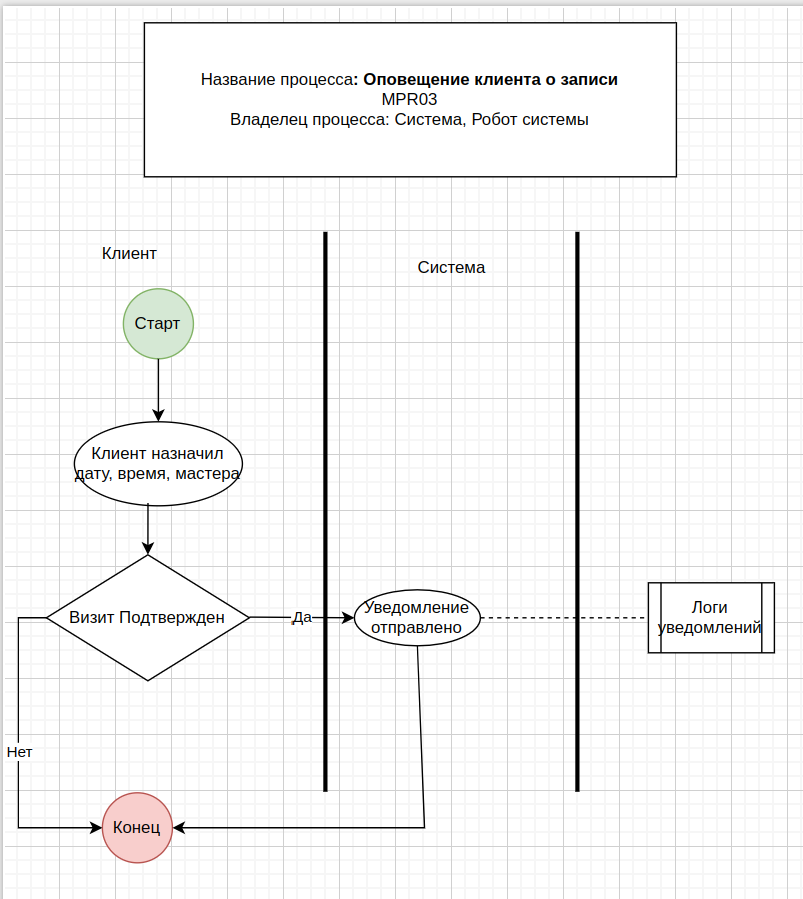 Название процесса: Оповещение клиента о записи
MPR03
Владелец процесса: Система, Робот системы
Клиент
Система
Старт
Клиент назначил
дату, время, мастера
Визит Подтвержден
Да
Уведомление
отправлено
Логи
уведомлений
Нет
Конец